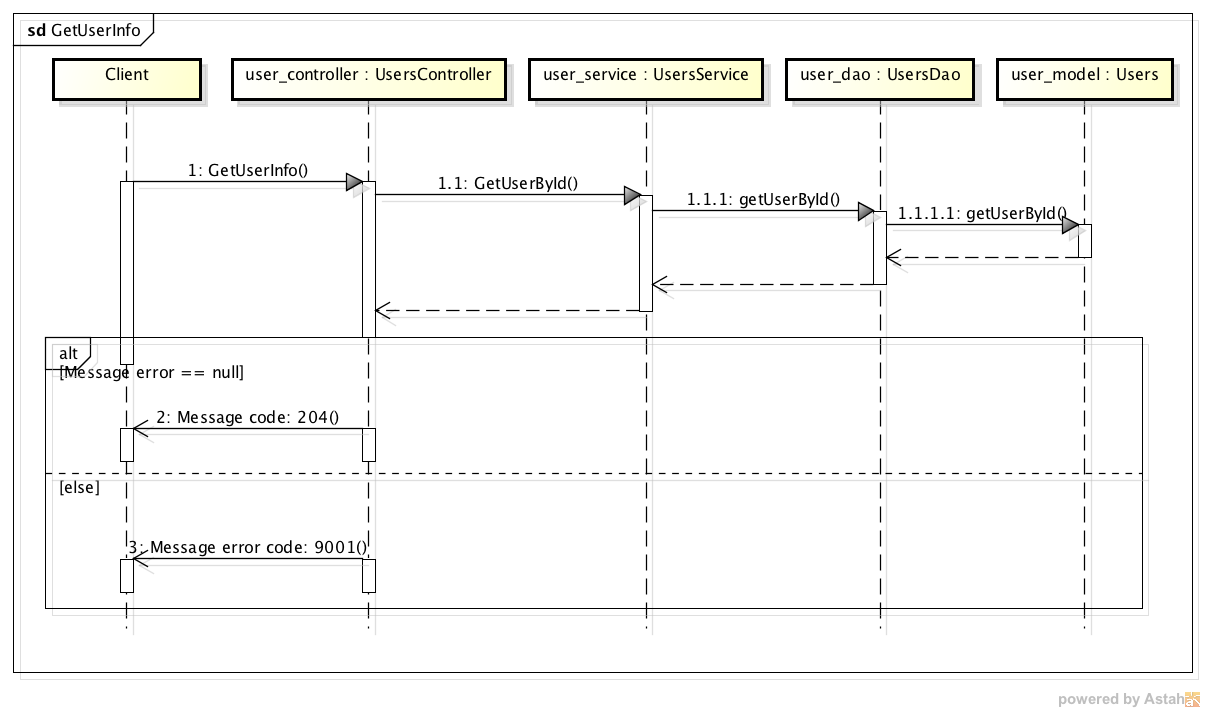 sd GetUserInfo
Client
user_controller : UsersController
user_service : UsersService
user_dao : UsersDao
user_model : Users
1: GetUserInfo()
1.1: GetUserById()
1.1.1: getUserById()
1.1.1.1: getUserById()
alt
[Message error == null]
2: Message code: 204()
[else]
3: Message error code: 9001()
powered by Astah